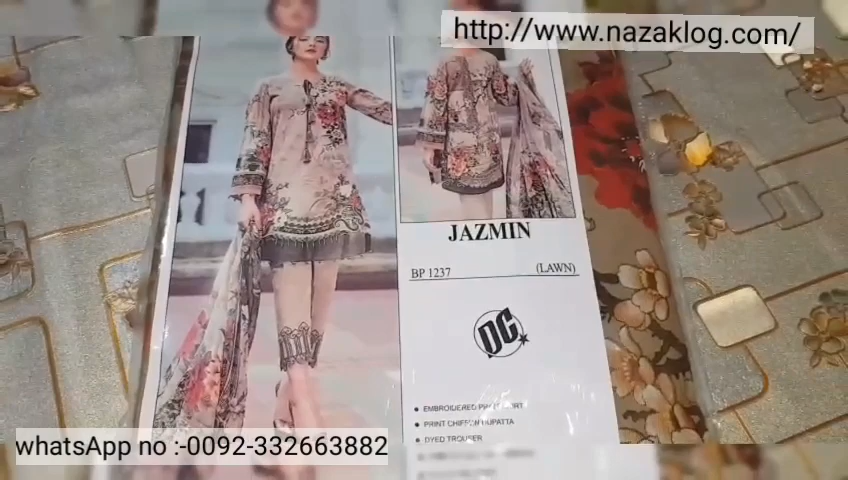 http://www.nazaklog.com/
JAZMIN
BP 1237 (LAWN)
DC
EMBROIDERED
PRINT CHIFFON DUPATTA
DYED TROUSER
whatsApp no :-0092-332663882